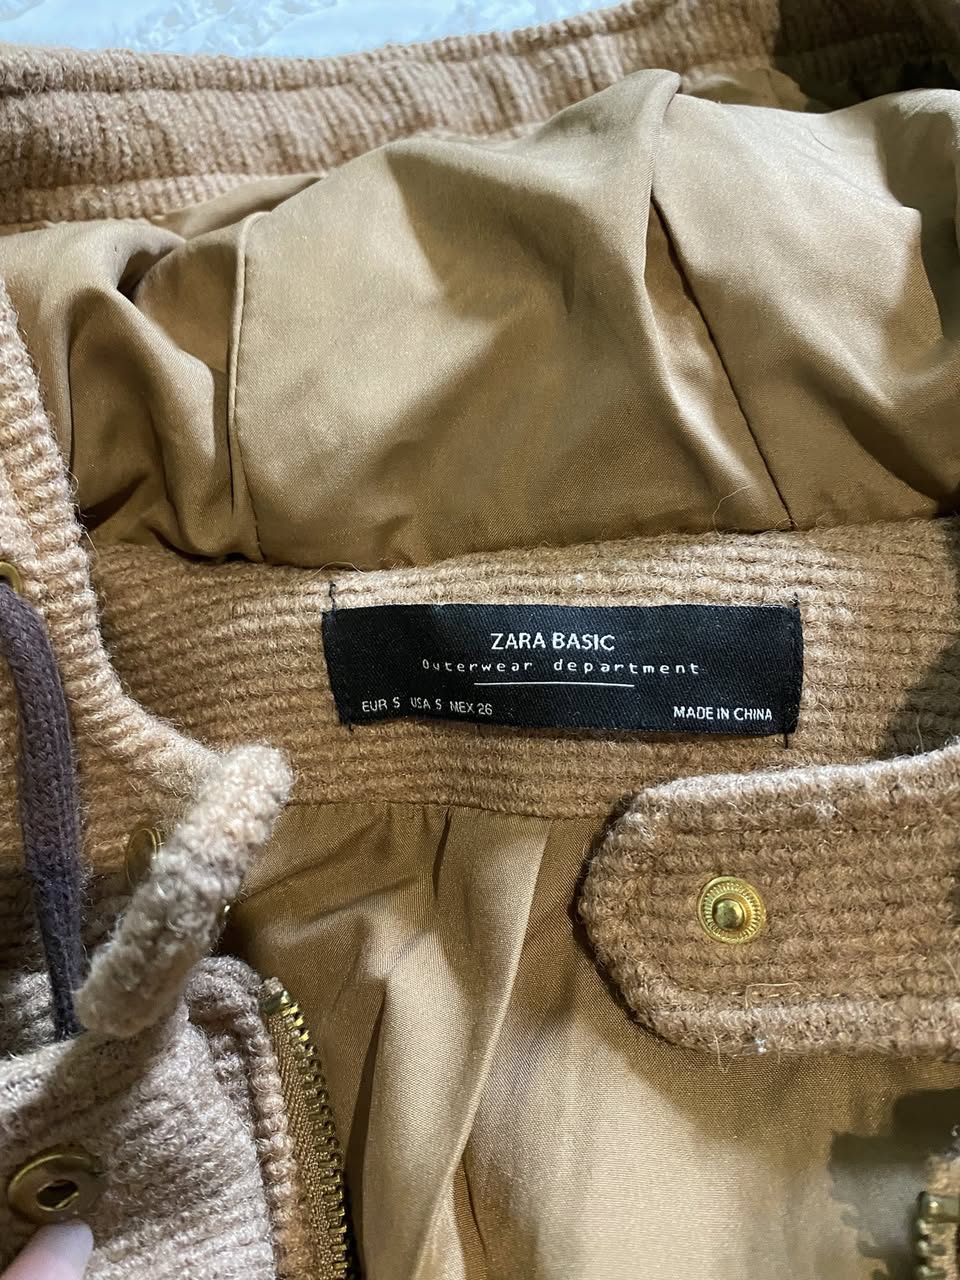 ZARA BASIC
Outerwear department
EUR S USA S MEX 26
MADE IN CHINA